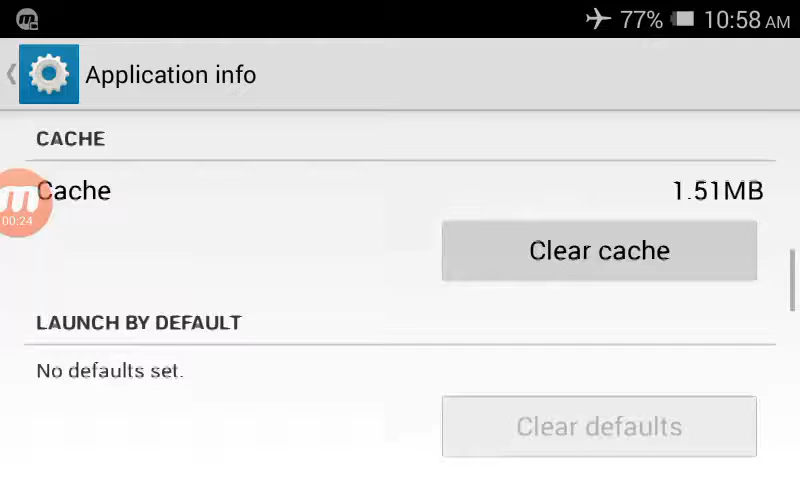 77% 10:58 AM
Application info
CACHE
Cache 1.51MB
00:24
Clear cache
LAUNCH BY DEFAULT
No defaults set.
Clear defaults